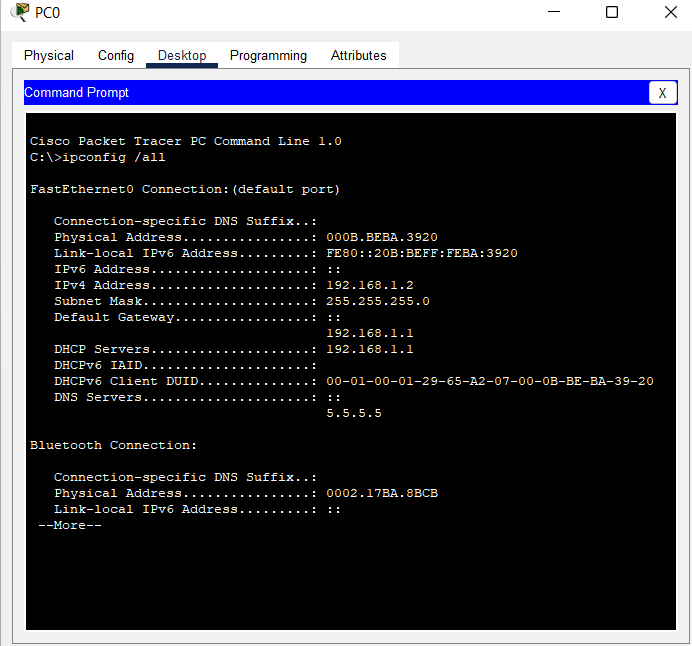 PC0
Physical Config Desktop Programming Attributes
Command Prompt X
Cisco Packet Tracer PC Command Line 1.0
C:\>ipconfig /all
FastEthernet0 Connection:(default port)
Connection-specific DNS Suffix..:
Physical Address................: 000B.BEBA.3920
Link-local IPv6 Address.........: FE80::20B:BEFF:FEBA:3920
IPv6 Address....................: ::
IPv4 Address....................: 192.168.1.2
Subnet Mask.....................: 255.255.255.0
Default Gateway.................: ::
192.168.1.1
DHCP Servers....................: 192.168.1.1
DHCPv6 IAID.....................:
DHCPv6 Client DUID..............: 00-01-00-01-29-65-A2-07-00-0B-BE-BA-39-20
DNS Servers.....................: ::
5.5.5.5
Bluetooth Connection:
Connection-specific DNS Suffix..:
Physical Address................: 0002.17BA.8BCB
Link-local IPv6 Address.........: ::
--More--